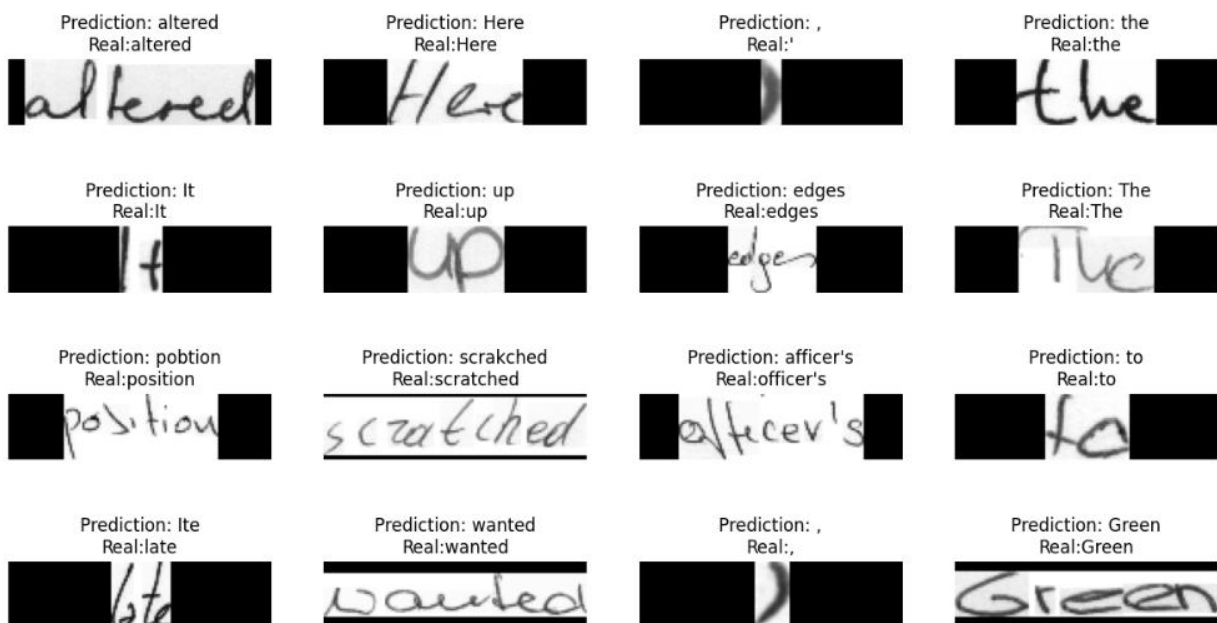 Prediction: altered
Real:altered
altered
Prediction: Here
Real:Here
Here
Prediction: ,
Real:'
'
Prediction: the
Real:the
the
Prediction: It
Real:It
It
Prediction: up
Real:up
up
Prediction: edges
Real:edges
edges
Prediction: The
Real:The
The
Prediction: pobtion
Real:position
position
Prediction: scrakched
Real:scratched
scratched
Prediction: afficer's
Real:officer's
officer's
Prediction: to
Real:to
to
Prediction: Ite
Real:late
late
Prediction: wanted
Real:wanted
wanted
Prediction: ,
Real:,
,
Prediction: Green
Real:Green
Green